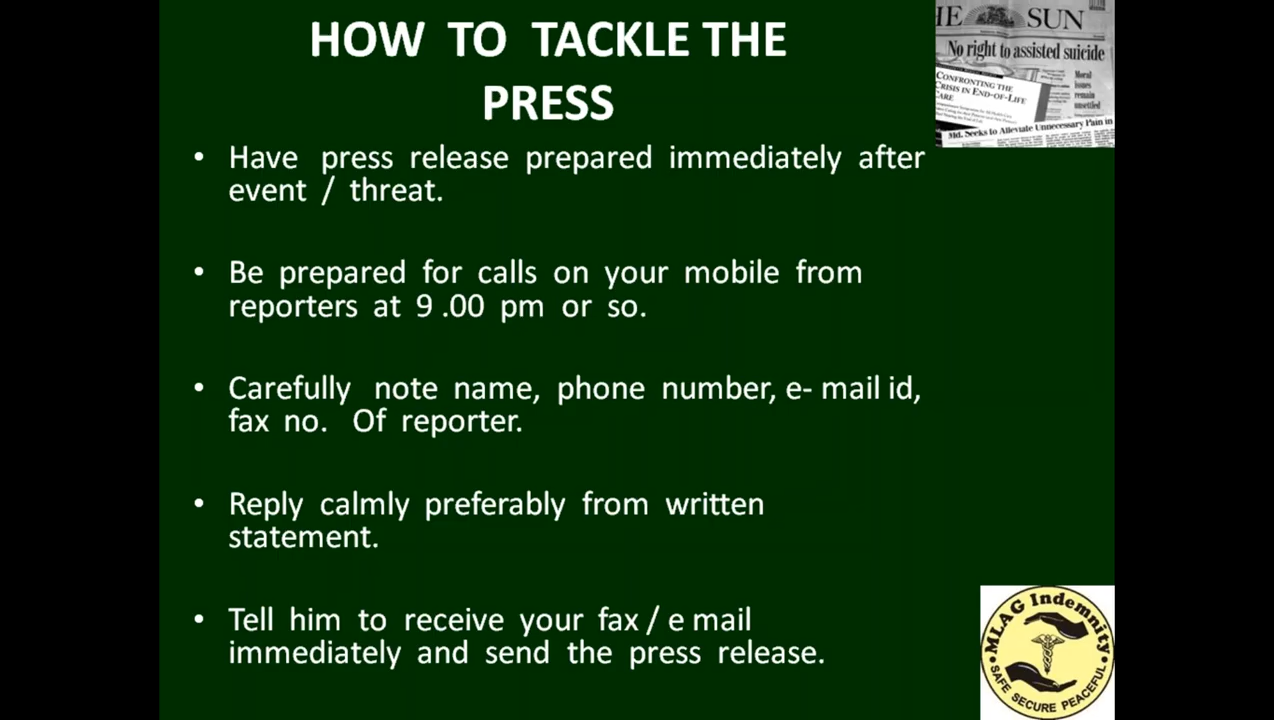 HOW TO TACKLE THE
PRESS
• Have press release prepared immediately after
event / threat.
• Be prepared for calls on your mobile from
reporters at 9 .00 pm or so.
• Carefully note name, phone number, e- mail id,
fax no. Of reporter.
• Reply calmly preferably from written
statement.
• Tell him to receive your fax / e mail
immediately and send the press release.
HE SUN
No right to assisted suicide
Moral
issues
remain
unsettled
CONFRONTING THE
CRISIS IN END-OF-LIFE
CARE
Md. Seeks to Alleviate Unnecessary Pain in
MLAG Indemnity
• SAFE SECURE PEACEFUL •